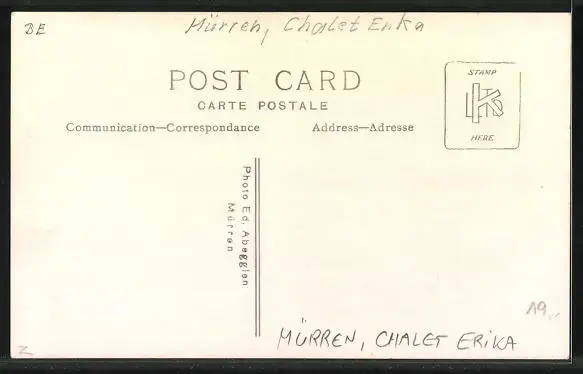 BE
Mürren, Chalet Erika
POST CARD
CARTE POSTALE
Communication—Correspondance
Address—Adresse
STAMP
HERE
Photo Ed. Abegglen
Mürren
19.-
MÜRREN, CHALET ERIKA
Z